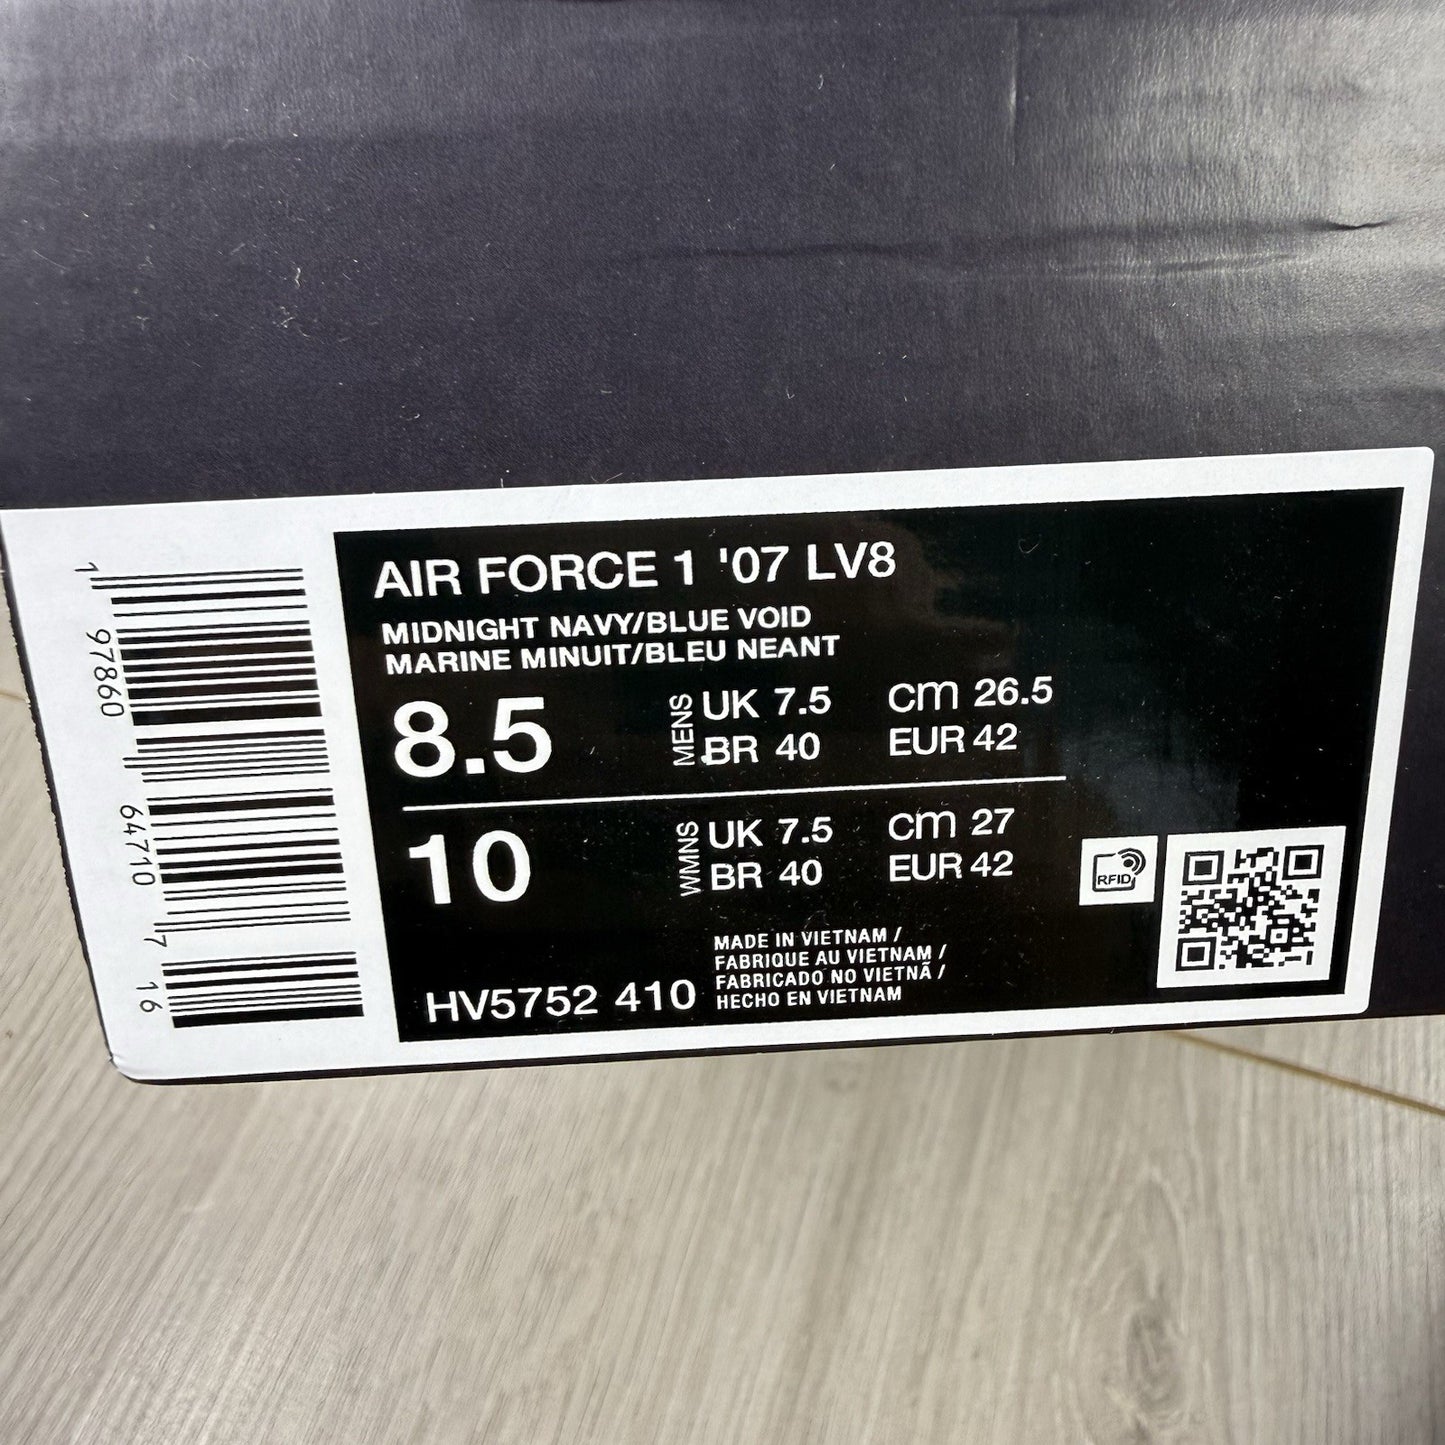 AIR FORCE 1 '07 LV8
MIDNIGHT NAVY/BLUE VOID
MARINE MINUIT/BLEU NEANT
8.5
MENS
UK 7.5
cm 26.5
BR 40
EUR 42
10
WMNS
UK 7.5
cm 27
BR 40
EUR 42
RFID
MADE IN VIETNAM /
FABRIQUE AU VIETNAM /
FABRICADO NO VIETNÃ /
HECHO EN VIETNAM
HV5752 410
1 97860 64710 7 16